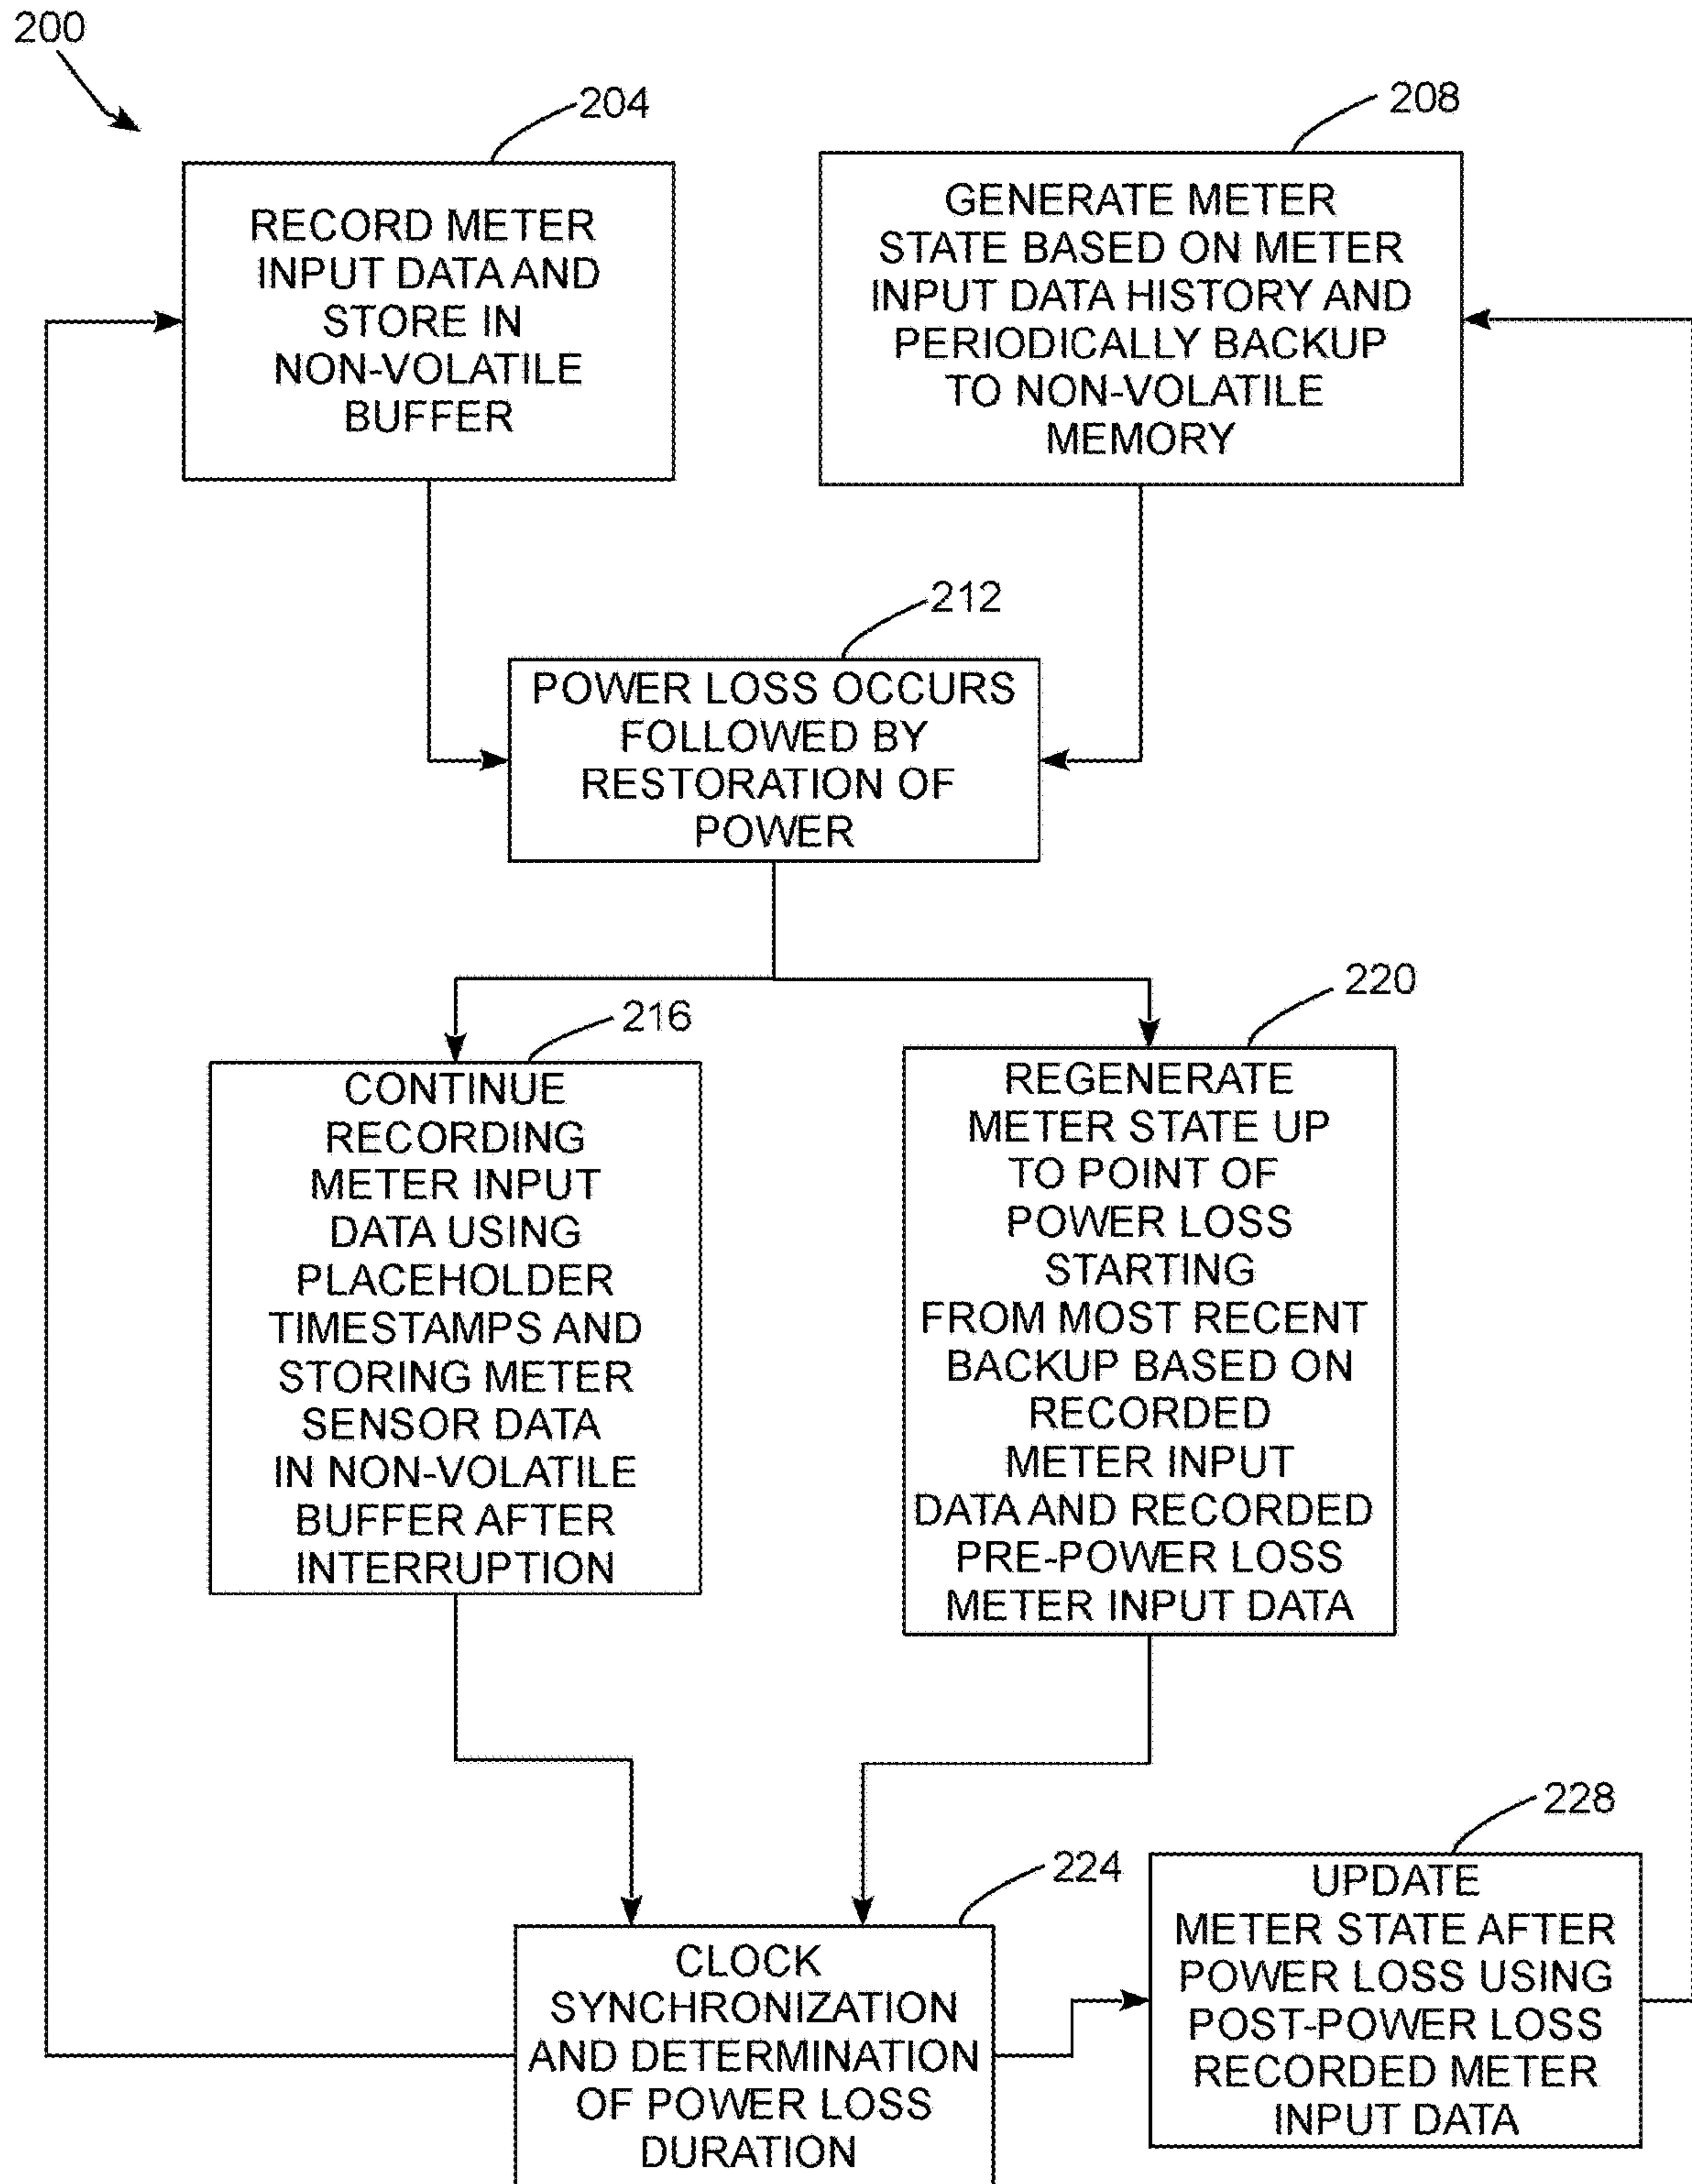 200
204
RECORD METER
INPUT DATA AND
STORE IN
NON-VOLATILE
BUFFER
208
GENERATE METER
STATE BASED ON METER
INPUT DATA HISTORY AND
PERIODICALLY BACKUP
TO NON-VOLATILE
MEMORY
212
POWER LOSS OCCURS
FOLLOWED BY
RESTORATION OF
POWER
216
CONTINUE
RECORDING
METER INPUT
DATA USING
PLACEHOLDER
TIMESTAMPS AND
STORING METER
SENSOR DATA
IN NON-VOLATILE
BUFFER AFTER
INTERRUPTION
220
REGENERATE
METER STATE UP
TO POINT OF
POWER LOSS
STARTING
FROM MOST RECENT
BACKUP BASED ON
RECORDED
METER INPUT
DATA AND RECORDED
PRE-POWER LOSS
METER INPUT DATA
224
CLOCK
SYNCHRONIZATION
AND DETERMINATION
OF POWER LOSS
DURATION
228
UPDATE
METER STATE AFTER
POWER LOSS USING
POST-POWER LOSS
RECORDED METER
INPUT DATA